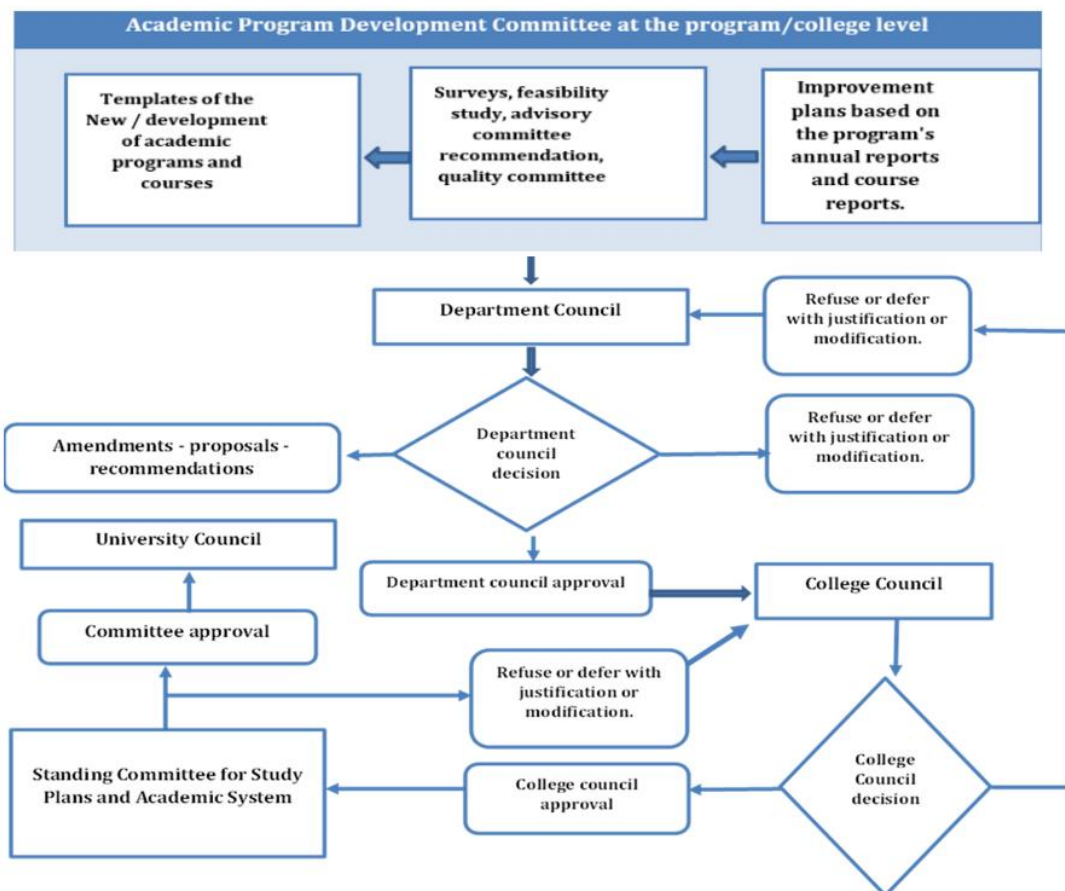 Academic Program Development Committee at the program/college level
Templates of the
New / development
of academic
programs and
courses
Surveys, feasibility
study, advisory
committee
recommendation,
quality committee
Improvement
plans based on
the program's
annual reports
and course
reports.
Department Council
Refuse or defer
with justification or
modification.
Department
council
decision
Refuse or defer
with justification or
modification.
Amendments - proposals -
recommendations
University Council
Department council approval
College Council
Committee approval
Refuse or defer with
justification or
modification.
Standing Committee for Study
Plans and Academic System
College council
approval
College
Council
decision